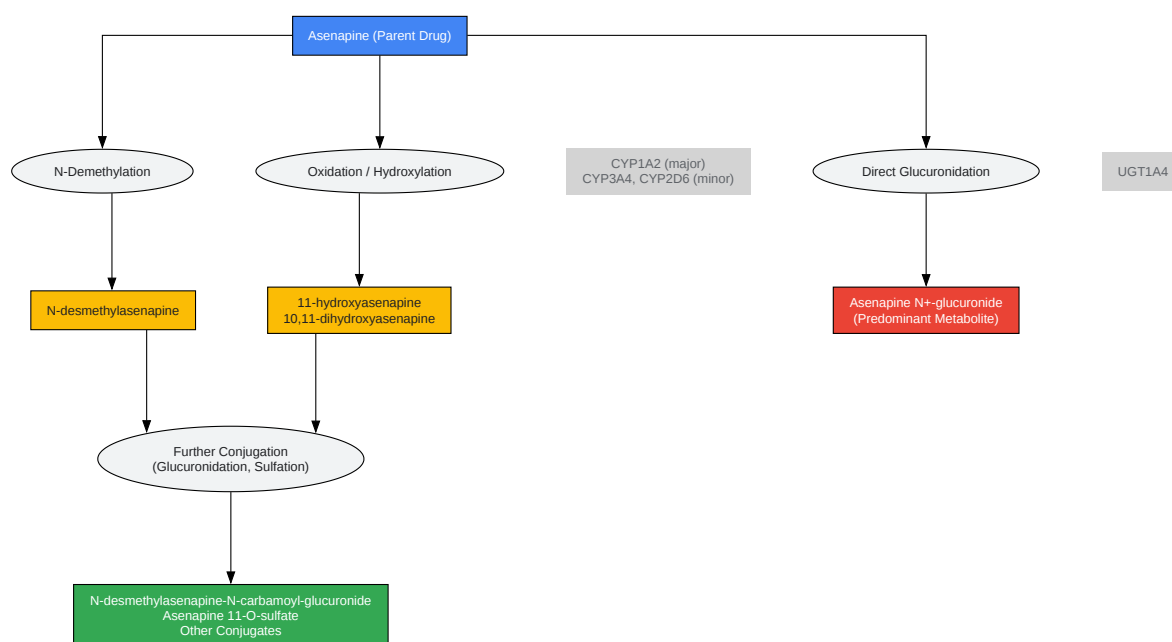 Asenapine (Parent Drug)
N-Demethylation
Oxidation / Hydroxylation
CYP1A2 (major)
CYP3A4, CYP2D6 (minor)
Direct Glucuronidation
UGT1A4
N-desmethylasenapine
11-hydroxyasenapine
10,11-dihydroxyasenapine
Asenapine N+-glucuronide
(Predominant Metabolite)
Further Conjugation
(Glucuronidation, Sulfation)
N-desmethylasenapine-N-carbamoyl-glucuronide
Asenapine 11-O-sulfate
Other Conjugates